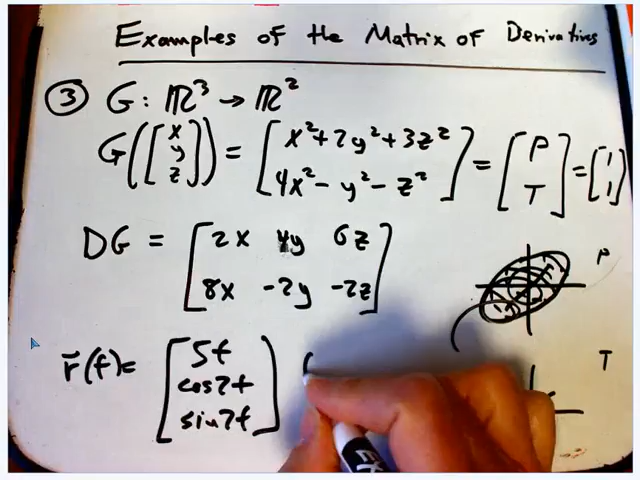 Examples of the Matrix of Derivatives
③ G: ℝ³ → ℝ²
G([x y z]) = [x²+2y²+3z² 4x²-y²-z²] = [P T] = [1 1]
DG = [2x 4y 6z
8x -2y -2z]
P
r̄(t) = [5t cos2t sin2t]
T
EX